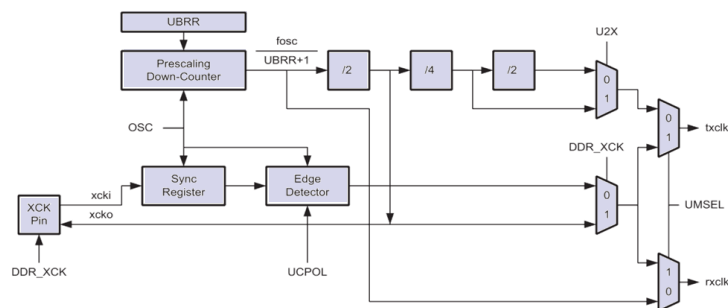 UBRR
fosc
U2X
Prescaling
Down-Counter
UBRR+1
/2
/4
/2
0
1
0
1
txclk
OSC
DDR_XCK
Sync
Register
Edge
Detector
0
1
xcki
XCK
Pin
xcko
UMSEL
DDR_XCK
UCPOL
1
0
rxclk